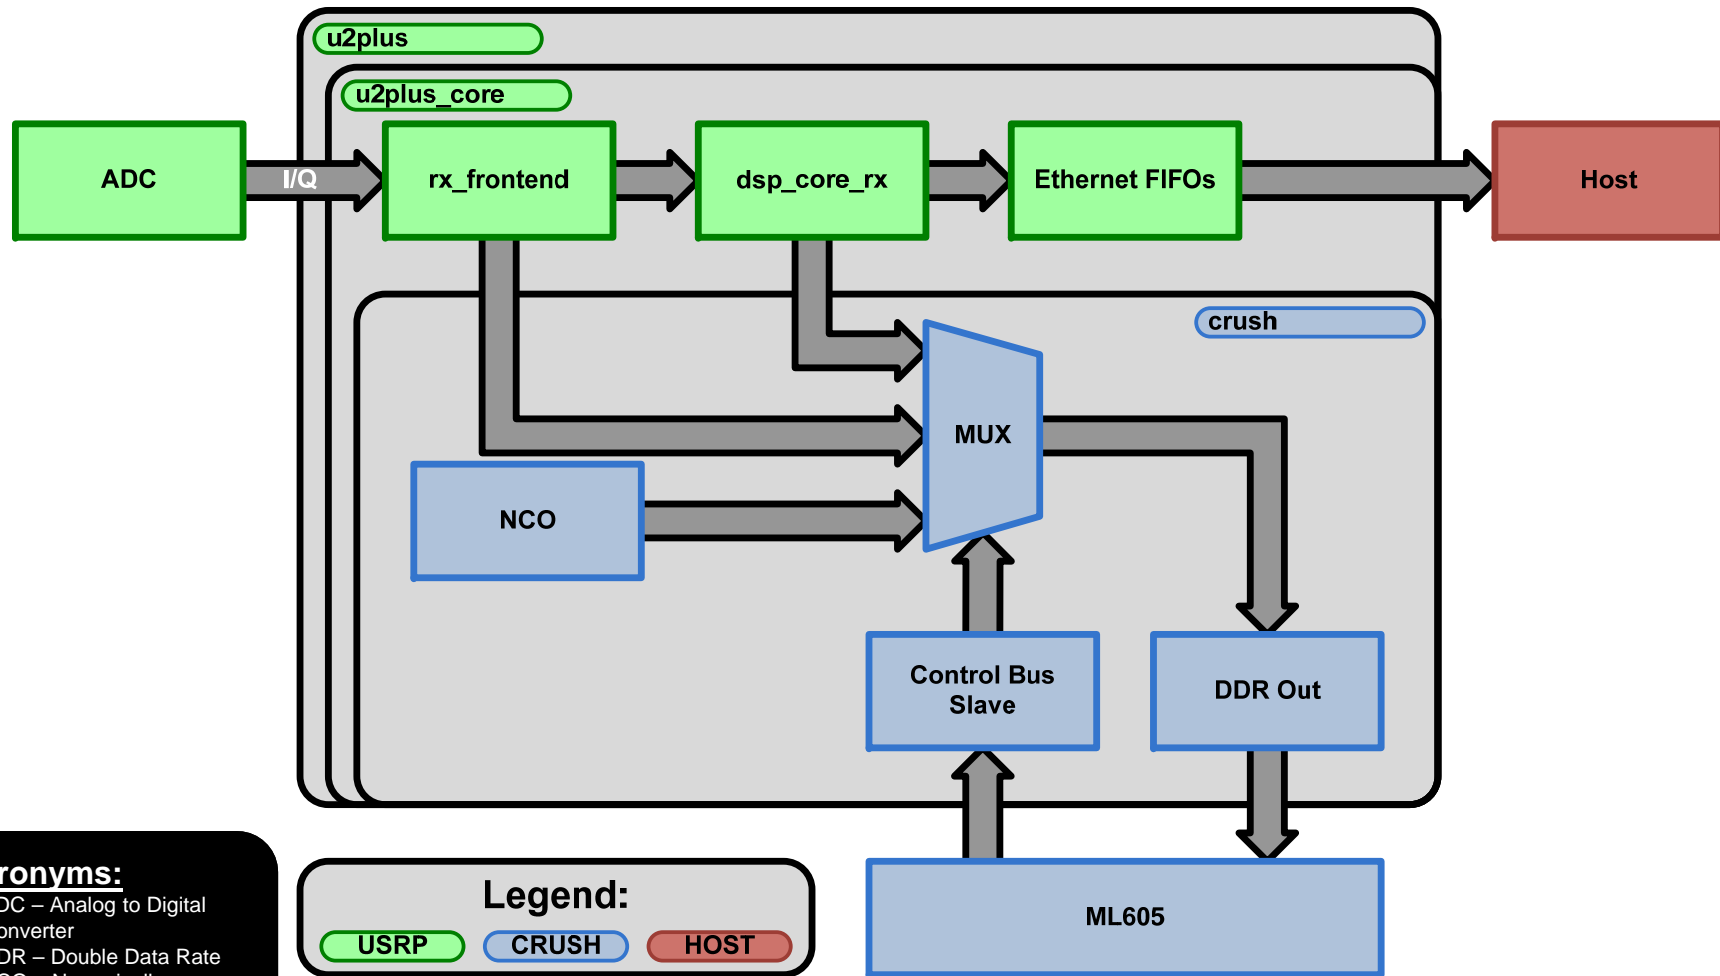 u2plus
u2plus_core
ADC
I/Q
rx_frontend
dsp_core_rx
Ethernet FIFOs
Host
crush
MUX
NCO
Control Bus
Slave
DDR Out
ML605
ronyms:
DC – Analog to Digital
onverter
DR – Double Data Rate
Legend:
USRP
CRUSH
HOST